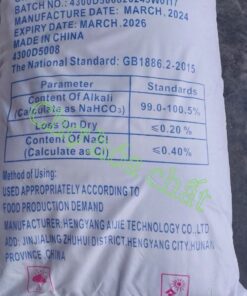 MANUFACTURE DATE: MARCH, 2024
EXPIRY DATE: MARCH, 2026
MADE IN CHINA
4300D5008
The National Standard: GB1886.2-2015
Parameter Standards
Content Of Alkali
(Calculate as NaHCO₃) 99.0-100.5%
Loss On Dry ≤0.20%
Content Of NaCl
(Calculate as Cl) ≤0.40%
Method of Using:
USED APPROPRIATELY ACCORDING TO
FOOD PRODUCTION DEMAND
MANUFACTURER: HENGYANG AIJIE TECHNOLOGY CO.,LTD
ADD: JINJIALING ZHUHUI DISTRICT, HENGYANG CITY, HUNAN
PROVINCE, CHINA